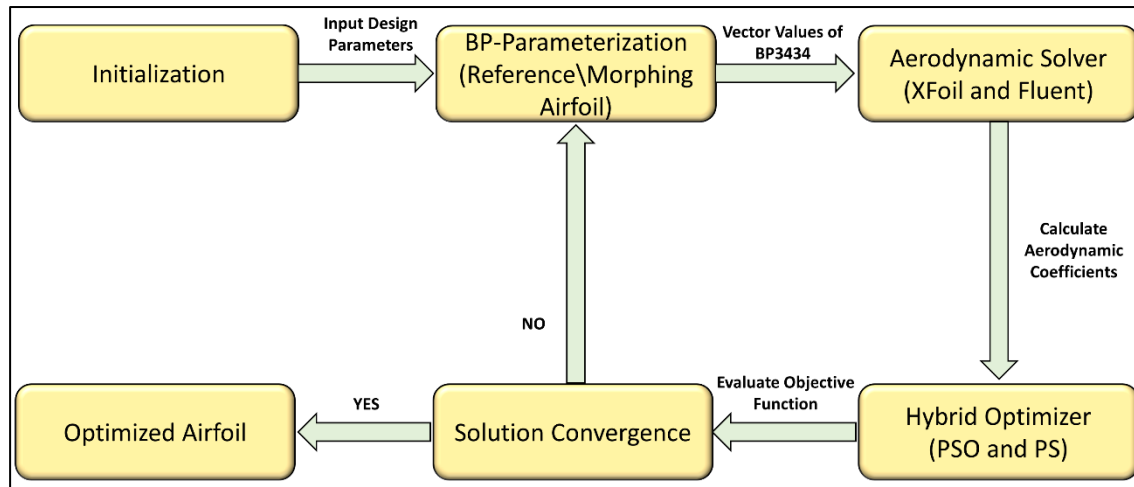 Initialization
Input Design
Parameters
BP-Parameterization
(Reference\Morphing
Airfoil)
Vector Values of
BP3434
Aerodynamic Solver
(XFoil and Fluent)
Calculate
Aerodynamic
Coefficients
NO
Optimized Airfoil
YES
Solution Convergence
Evaluate Objective
Function
Hybrid Optimizer
(PSO and PS)